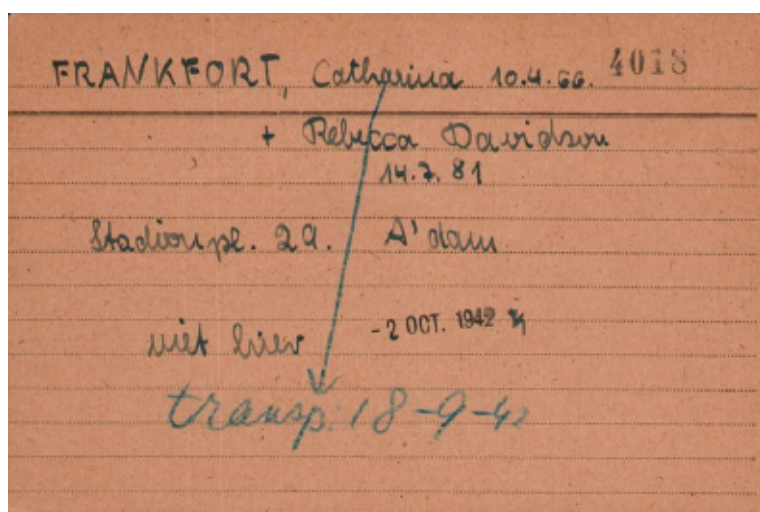 FRANKFORT, Catharina 10.4.66. 4018
+ Rebecca Davidson
14.7.81
Stadionpl. 29. A'dam
niet hier - 2 OCT. 1942
transp. 18-9-42